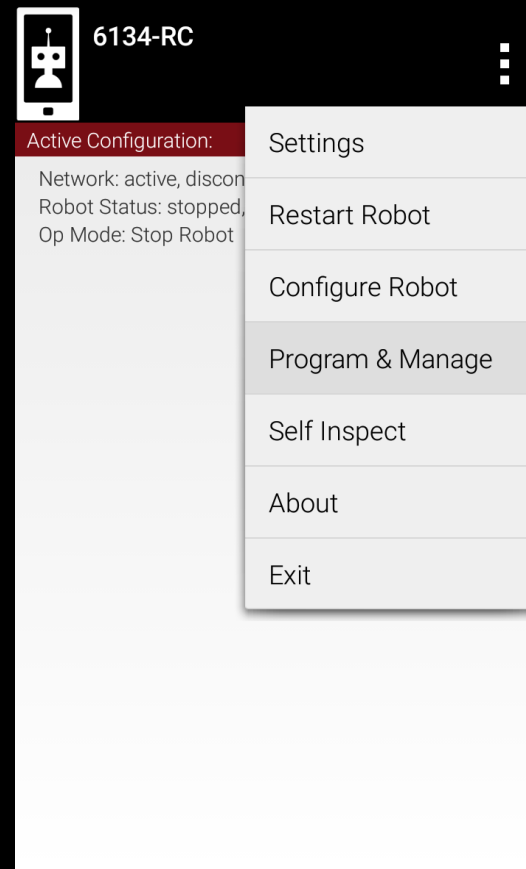 6134-RC
Active Configuration:
Network: active, discon
Robot Status: stopped,
Op Mode: Stop Robot
Settings
Restart Robot
Configure Robot
Program & Manage
Self Inspect
About
Exit